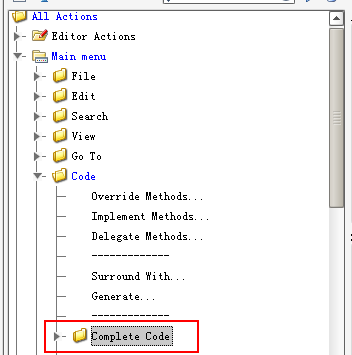 All Actions
Editor Actions
Main menu
File
Edit
Search
View
Go To
Code
Override Methods...
Implement Methods...
Delegate Methods...
-------------
Surround With...
Generate...
-------------
Complete Code